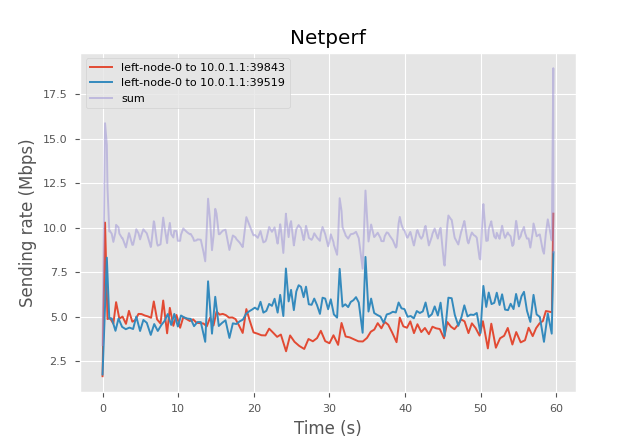 Netperf
left-node-0 to 10.0.1.1:39843
left-node-0 to 10.0.1.1:39519
sum
Sending rate (Mbps)
17.5
15.0
12.5
10.0
7.5
5.0
2.5
0
10
20
30
40
50
60
Time (s)